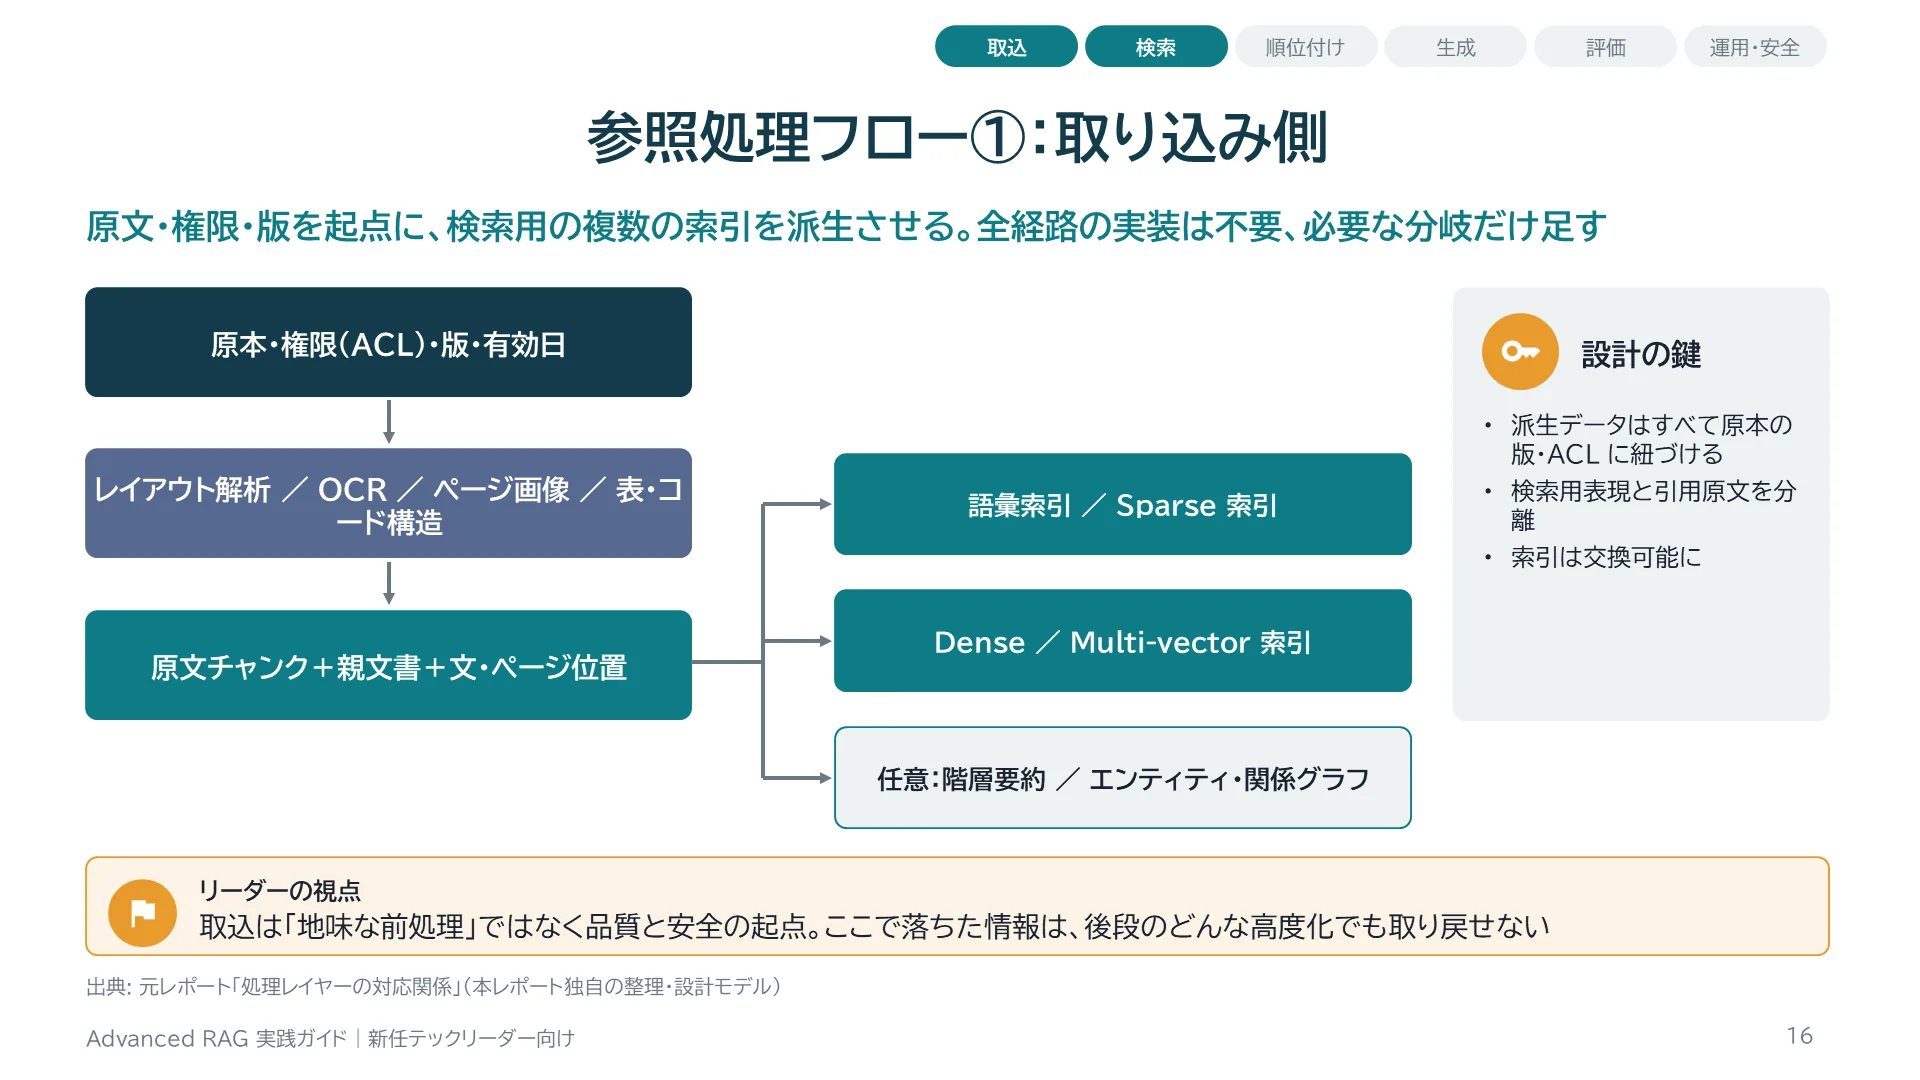 取込
検索
順位付け
生成
評価
運用・安全
参照処理フロー①：取り込み側
原文・権限・版を起点に、検索用の複数の索引を派生させる。全経路の実装は不要、必要な分岐だけ足す
原本・権限（ACL）・版・有効日
レイアウト解析 ／ OCR ／ ページ画像 ／ 表・コ
ード構造
原文チャンク＋親文書＋文・ページ位置
語彙索引 ／ Sparse 索引
Dense ／ Multi-vector 索引
任意：階層要約 ／ エンティティ・関係グラフ
設計の鍵
• 派生データはすべて原本の
版・ACL に紐づける
• 検索用表現と引用原文を分
離
• 索引は交換可能に
リーダーの視点
取込は「地味な前処理」ではなく品質と安全の起点。ここで落ちた情報は、後段のどんな高度化でも取り戻せない
出典: 元レポート「処理レイヤーの対応関係」（本レポート独自の整理・設計モデル）
Advanced RAG 実践ガイド｜新任テックリーダー向け
16